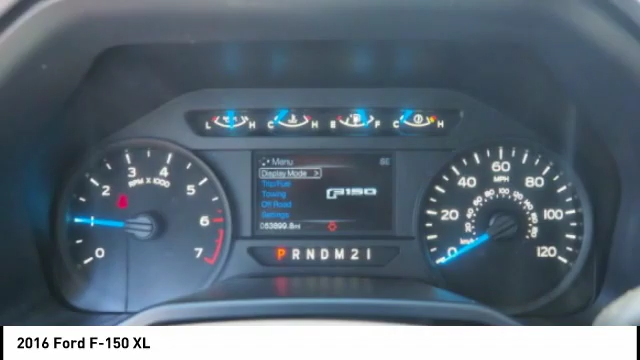 L H C H E F C H
Menu
Display Mode >
Trip/Fuel
Towing
Off Road
Settings
F150
053899.8mi
P R N D M 2 1
0 1 2 3 4 5 6 7
RPM X 1000
0 20 40 60 80 100 120
MPH
km/h
2016 Ford F-150 XL